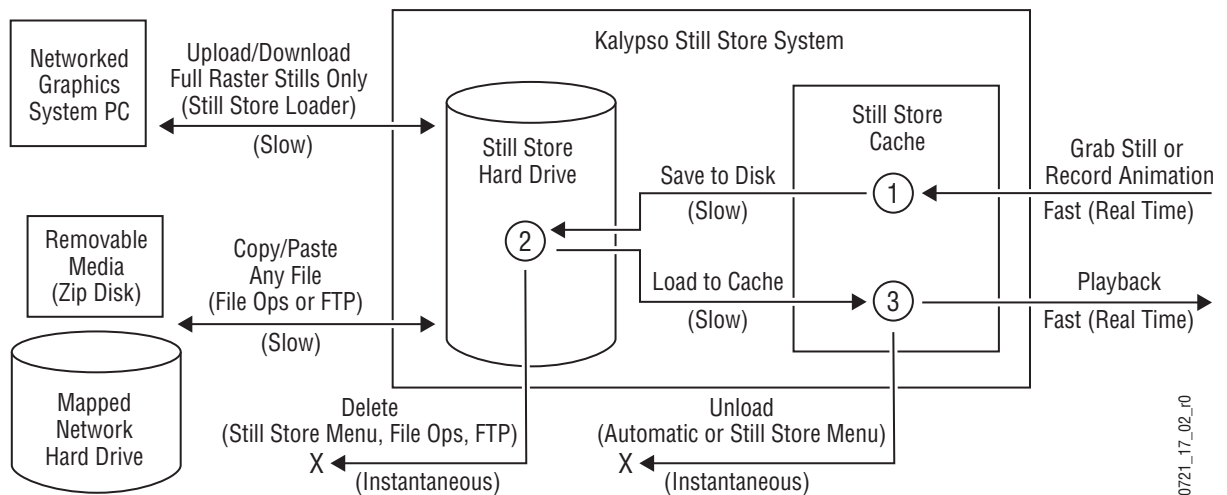 Kalypso Still Store System
Networked
Graphics
System PC
Upload/Download
Full Raster Stills Only
(Still Store Loader)
(Slow)
Still Store
Hard Drive
2
Still Store
Cache
1
3
Save to Disk
(Slow)
Load to Cache
(Slow)
Grab Still or
Record Animation
Fast (Real Time)
Playback
Fast (Real Time)
Removable
Media
(Zip Disk)
Copy/Paste
Any File
(File Ops or FTP)
(Slow)
Mapped
Network
Hard Drive
Delete
(Still Store Menu, File Ops, FTP)
X
(Instantaneous)
Unload
(Automatic or Still Store Menu)
X
(Instantaneous)
0721_17_02_r0